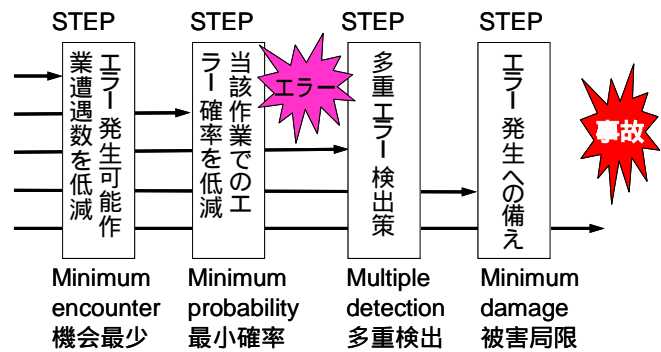 STEP
STEP
STEP
STEP
エラー発生可能作
業遭遇数を低減
当該作業でのエ
ラー確率を低減
エラー
多重エラー検出策
エラー発生への備え
事故
Minimum
encounter
機会最少
Minimum
probability
最小確率
Multiple
detection
多重検出
Minimum
damage
被害局限